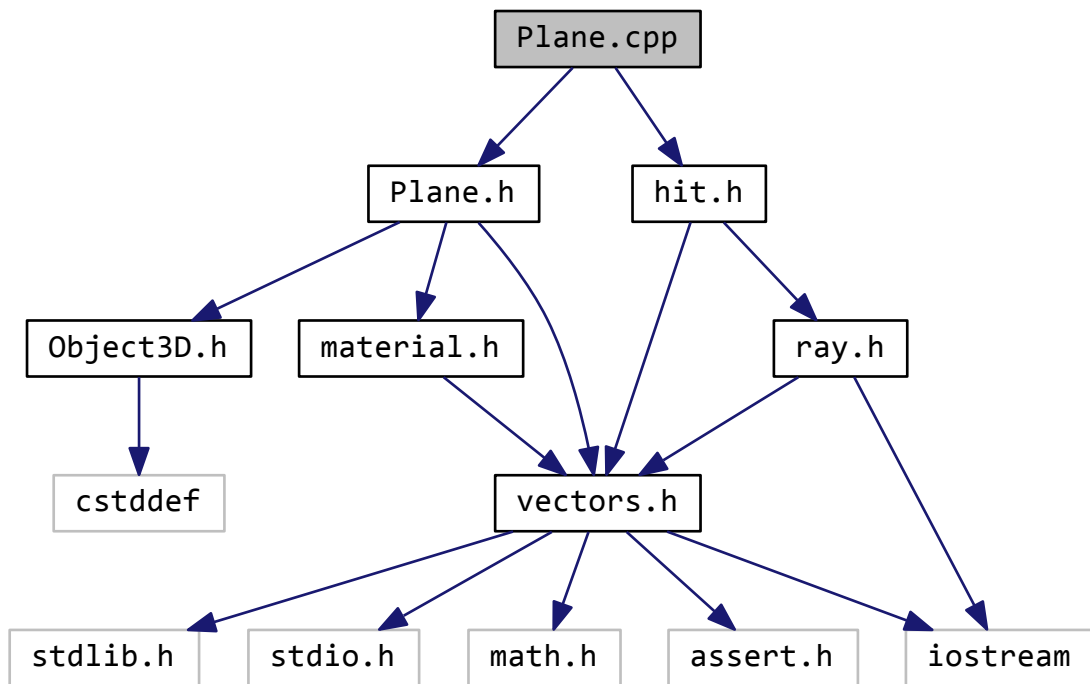 Plane.cpp
Plane.h
hit.h
Object3D.h
material.h
ray.h
cstddef
vectors.h
stdlib.h
stdio.h
math.h
assert.h
iostream